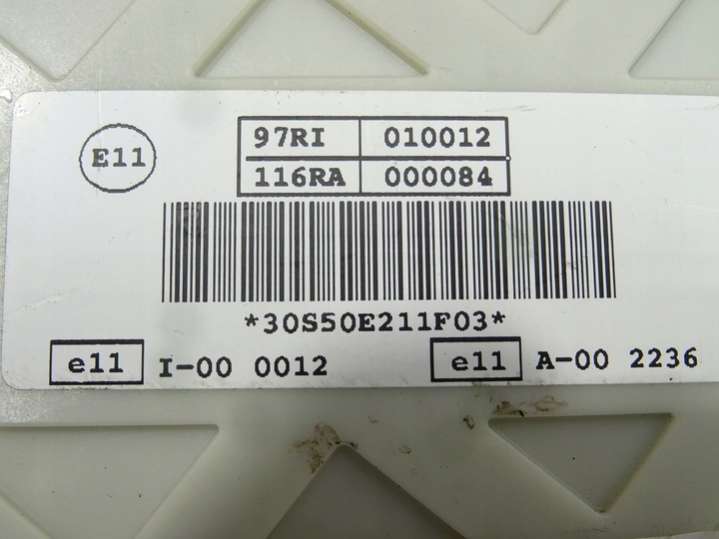 E11
97RI 010012
116RA 000084
*30S50E211F03*
e11 I-00 0012 e11 A-00 2236